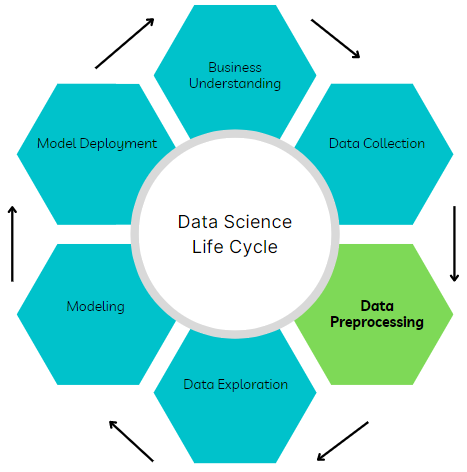 Business
Understanding
Data Collection
Data
Preprocessing
Data Exploration
Modeling
Model Deployment
Data Science
Life Cycle